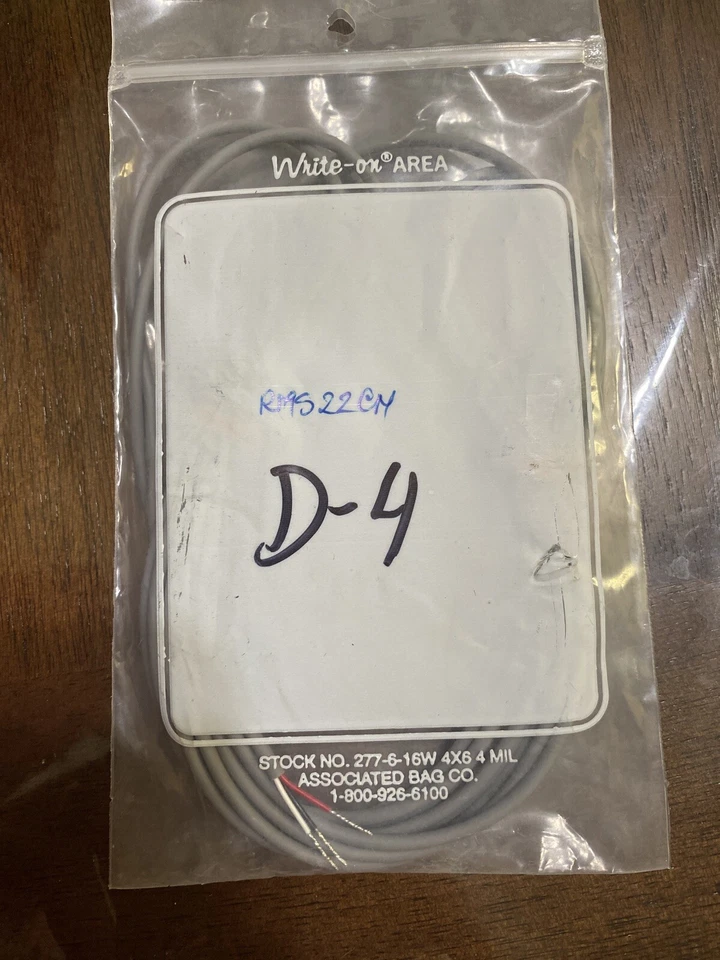 Write-on® AREA
RMS22CM
D-4
STOCK NO. 277-6-16W 4X6 4 MIL
ASSOCIATED BAG CO.
1-800-926-6100